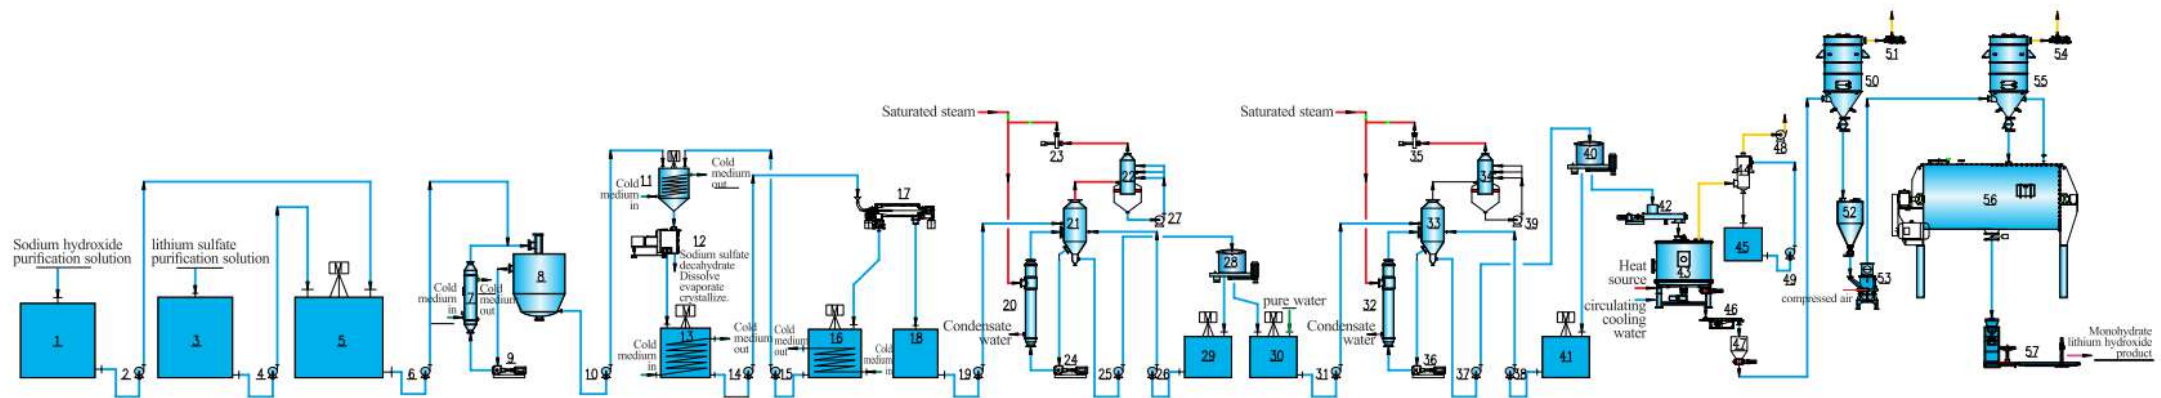 Sodium hydroxide
purification solution
lithium sulfate
purification solution
1
2
3
4
5
6
Cold
medium
in
7
Cold
medium
out
8
9
10
11
Cold
medium
in
Cold
medium
out
12
Sodium sulfate
decahydrate
Dissolve
evaporate
crystallize.
Cold
medium
in
13
Cold
medium
out
14
15
Cold
medium
out
16
Cold
medium
in
17
18
19
Saturated steam
20
Condensate
water
21
22
23
24
25
26
27
28
29
pure water
30
31
Saturated steam
32
Condensate
water
33
34
35
36
37
38
39
40
41
42
Heat
source
circulating
cooling
water
43
44
45
46
47
48
49
50
51
52
compressed air
53
54
55
56
57
Monohydrate
lithium hydroxide
product
M
M
M
M
M
M
M